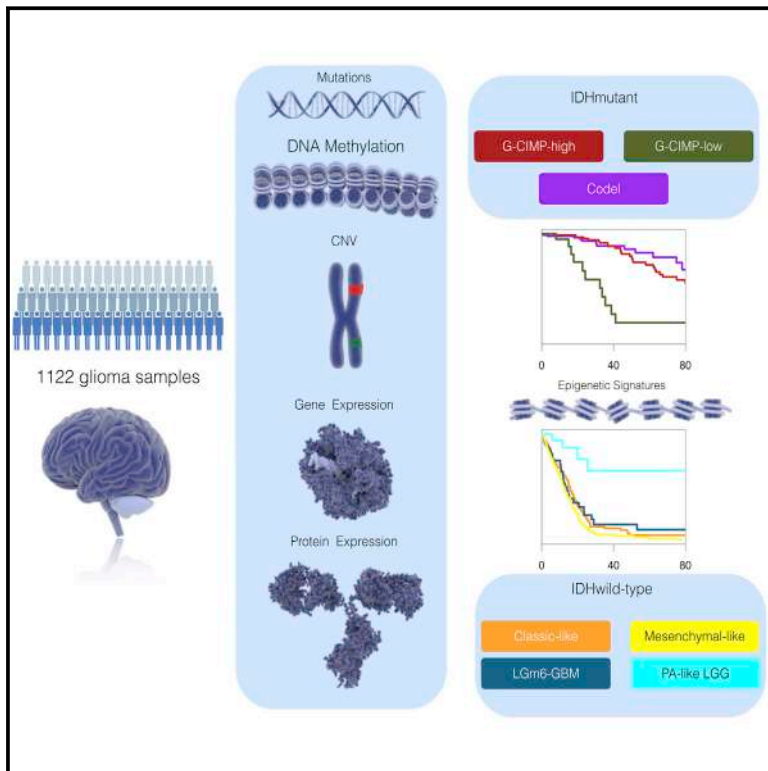 1122 glioma samples
Mutations
DNA Methylation
CNV
Gene Expression
Protein Expression
IDHmutant
G-CIMP-high G-CIMP-low
Codel
0 40 80
Epigenetic Signatures
0 40 80
IDHwild-type
Classic-like Mesenchymal-like
LGm6-GBM PA-like LGG